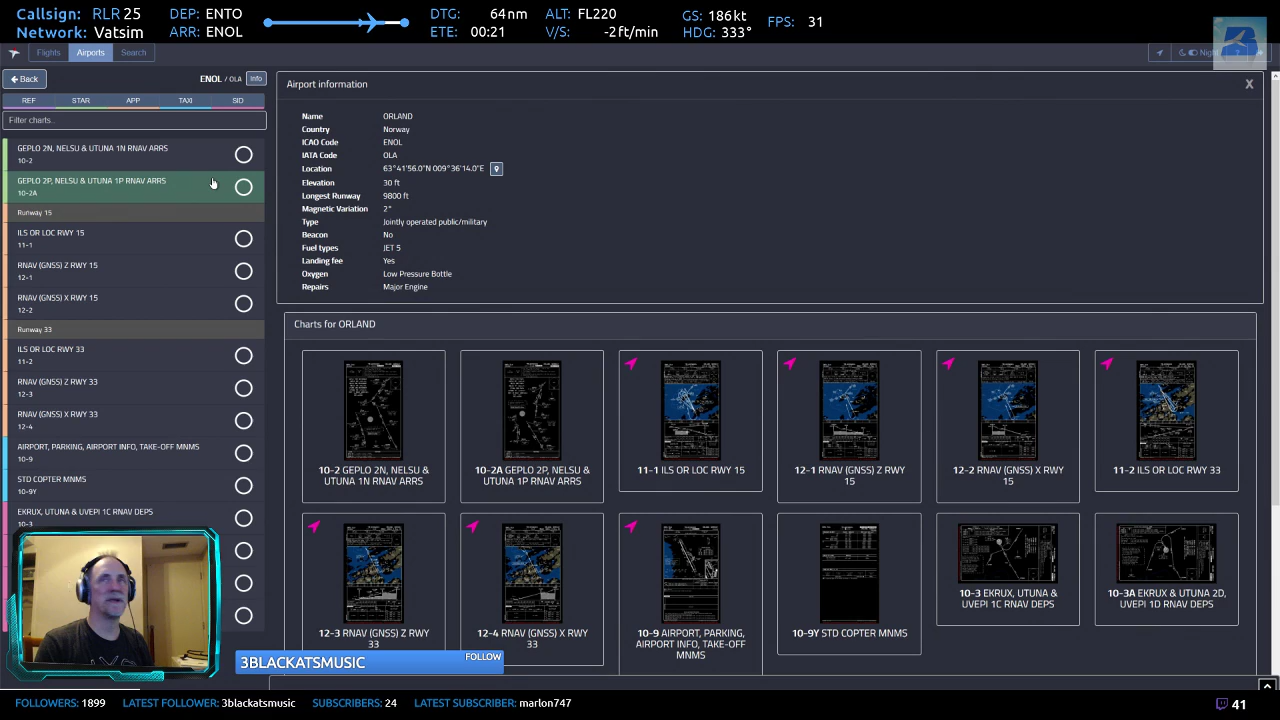 Callsign: RLR 25
Network: Vatsim
DEP: ENTO
ARR: ENOL
DTG: 64nm
ETE: 00:21
ALT: FL220
V/S: -2ft/min
GS: 186kt
HDG: 333°
FPS: 31
Flights
Airports
Search
Night
Back
ENOL / OLA
Info
REF
STAR
APP
TAXI
SID
Filter charts..
GEPLO 2N, NELSU & UTUNA 1N RNAV ARRS
10-2
GEPLO 2P, NELSU & UTUNA 1P RNAV ARRS
10-2A
Runway 15
ILS OR LOC RWY 15
11-1
RNAV (GNSS) Z RWY 15
12-1
RNAV (GNSS) X RWY 15
12-2
Runway 33
ILS OR LOC RWY 33
11-2
RNAV (GNSS) Z RWY 33
12-3
RNAV (GNSS) X RWY 33
12-4
AIRPORT, PARKING, AIRPORT INFO, TAKE-OFF MNMS
10-9
STD COPTER MNMS
10-9Y
EKRUX, UTUNA & UVEPI 1C RNAV DEPS
10-3
Airport information
X
Name ORLAND
Country Norway
ICAO Code ENOL
IATA Code OLA
Location 63°41'56.0"N 009°36'14.0"E
Elevation 30 ft
Longest Runway 9800 ft
Magnetic Variation 2°
Type Jointly operated public/military
Beacon No
Fuel types JET 5
Landing fee Yes
Oxygen Low Pressure Bottle
Repairs Major Engine
Charts for ORLAND
10-2 GEPLO 2N, NELSU &
UTUNA 1N RNAV ARRS
10-2A GEPLO 2P, NELSU &
UTUNA 1P RNAV ARRS
11-1 ILS OR LOC RWY 15
12-1 RNAV (GNSS) Z RWY
15
12-2 RNAV (GNSS) X RWY
15
11-2 ILS OR LOC RWY 33
12-3 RNAV (GNSS) Z RWY
33
12-4 RNAV (GNSS) X RWY
33
10-9 AIRPORT, PARKING,
AIRPORT INFO, TAKE-OFF
MNMS
10-9Y STD COPTER MNMS
10-3 EKRUX, UTUNA &
UVEPI 1C RNAV DEPS
10-3A EKRUX & UTUNA 2D,
UVEPI 1D RNAV DEPS
3BLACKATSMUSIC
FOLLOW
FOLLOWERS: 1899
LATEST FOLLOWER: 3blackatsmusic
SUBSCRIBERS: 24
LATEST SUBSCRIBER: marlon747
41